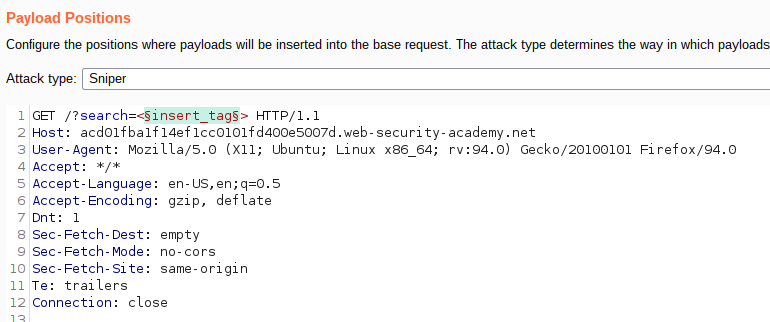 Payload Positions
Configure the positions where payloads will be inserted into the base request. The attack type determines the way in which payloads
Attack type: Sniper
1 GET /?search=<§insert_tag§> HTTP/1.1
2 Host: acd01fba1f14ef1cc0101fd400e5007d.web-security-academy.net
3 User-Agent: Mozilla/5.0 (X11; Ubuntu; Linux x86_64; rv:94.0) Gecko/20100101 Firefox/94.0
4 Accept: */*
5 Accept-Language: en-US,en;q=0.5
6 Accept-Encoding: gzip, deflate
7 Dnt: 1
8 Sec-Fetch-Dest: empty
9 Sec-Fetch-Mode: no-cors
10 Sec-Fetch-Site: same-origin
11 Te: trailers
12 Connection: close
13